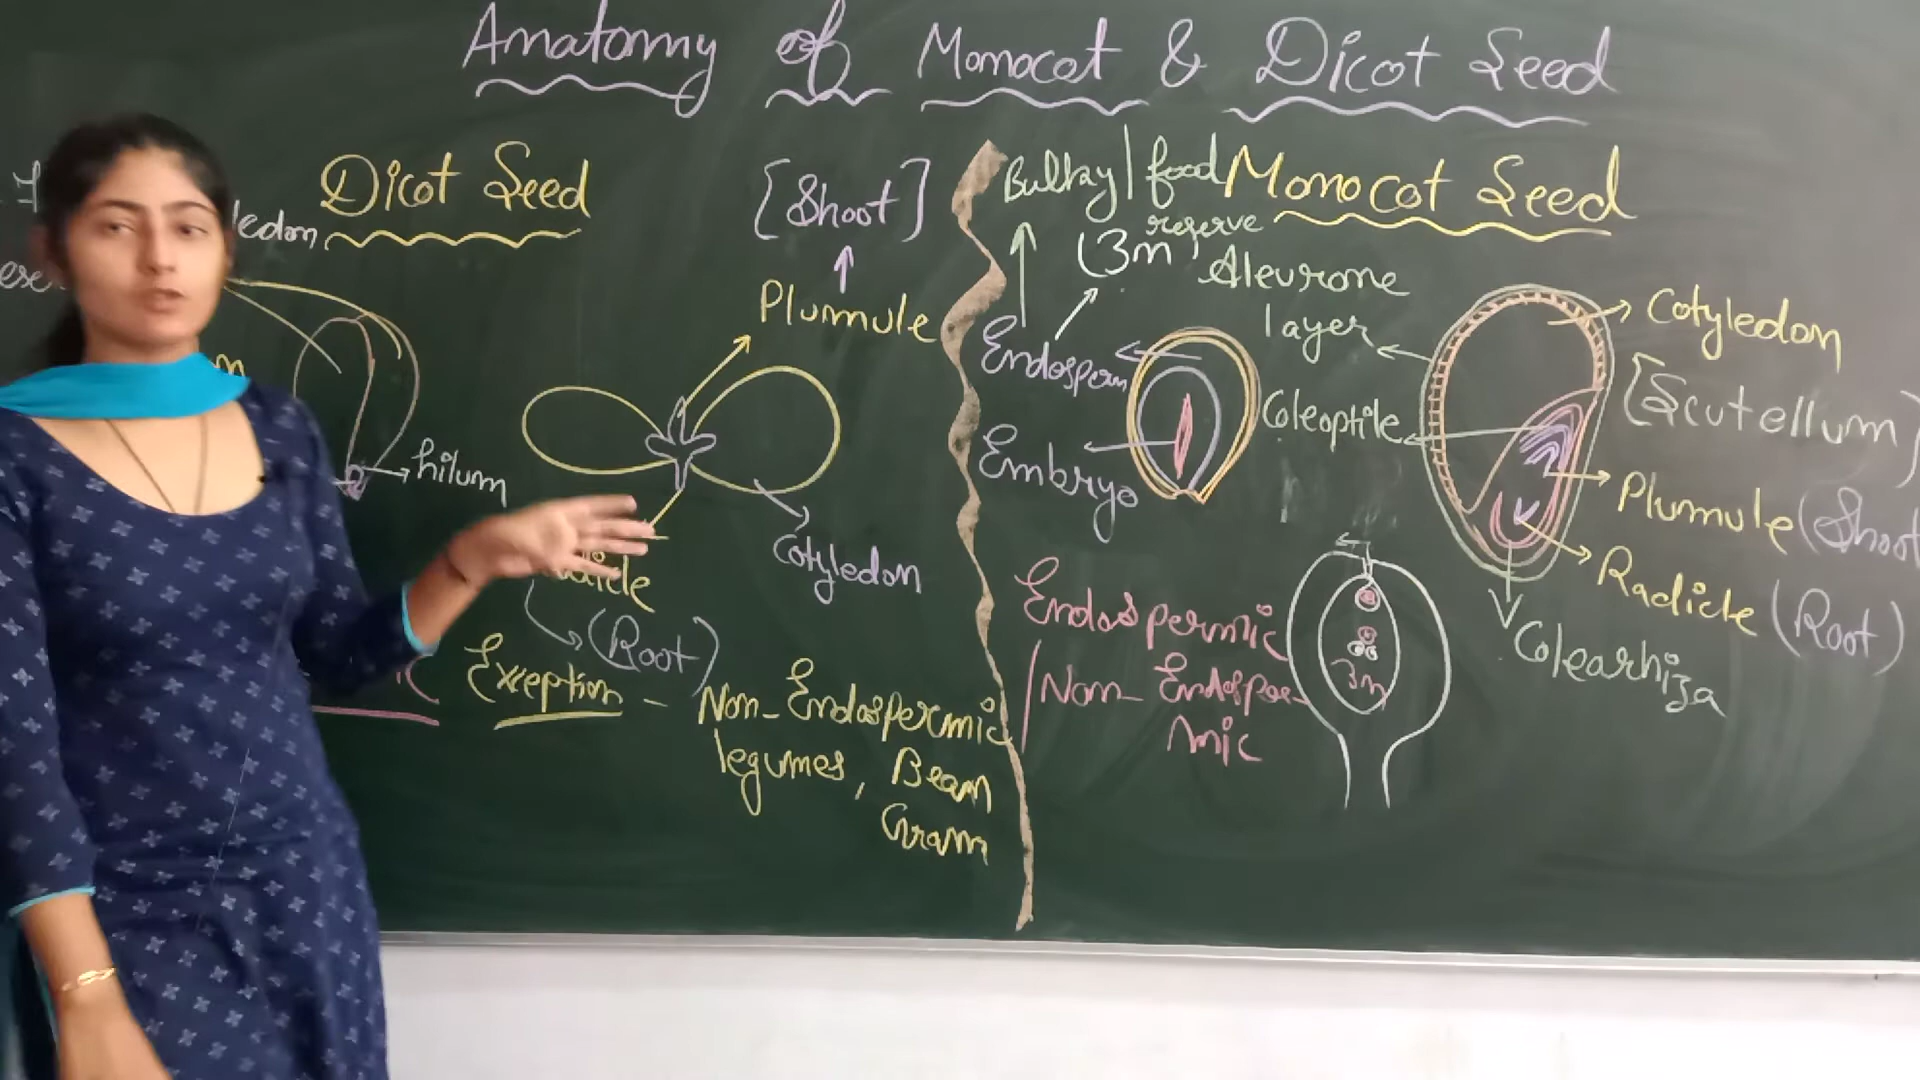 Anatomy of Monocot & Dicot Seed
Dicot Seed
ledon
[Shoot]
Plumule
hilum
Cotyledon
(Root)
Exception - Non-Endospermic
legumes, Bean
Gram
Bulky / food
reserve
Monocot Seed
(3n)
Aleurone
layer
Endosperm
Embryo
Coleoptile
Cotyledon
[Scutellum]
Plumule (Shoot
Radicle (Root)
Colearhiza
Endospermic
/ Non-Endospermic
3n